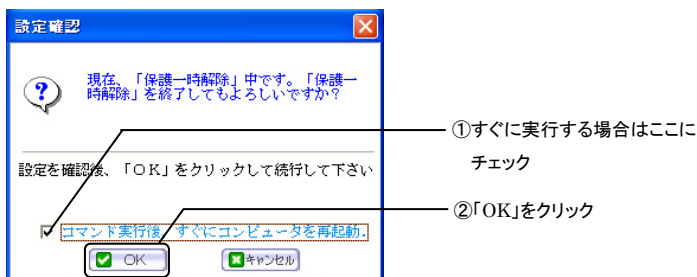 設定確認
現在、「保護一時解除」中です。「保護一
時解除」を終了してもよろしいですか？
①すぐに実行する場合はここに
チェック
設定を確認後、「ＯＫ」をクリックして続行して下さい
②「OK」をクリック
コマンド実行後、すぐにコンピュータを再起動.
OK
キャンセル